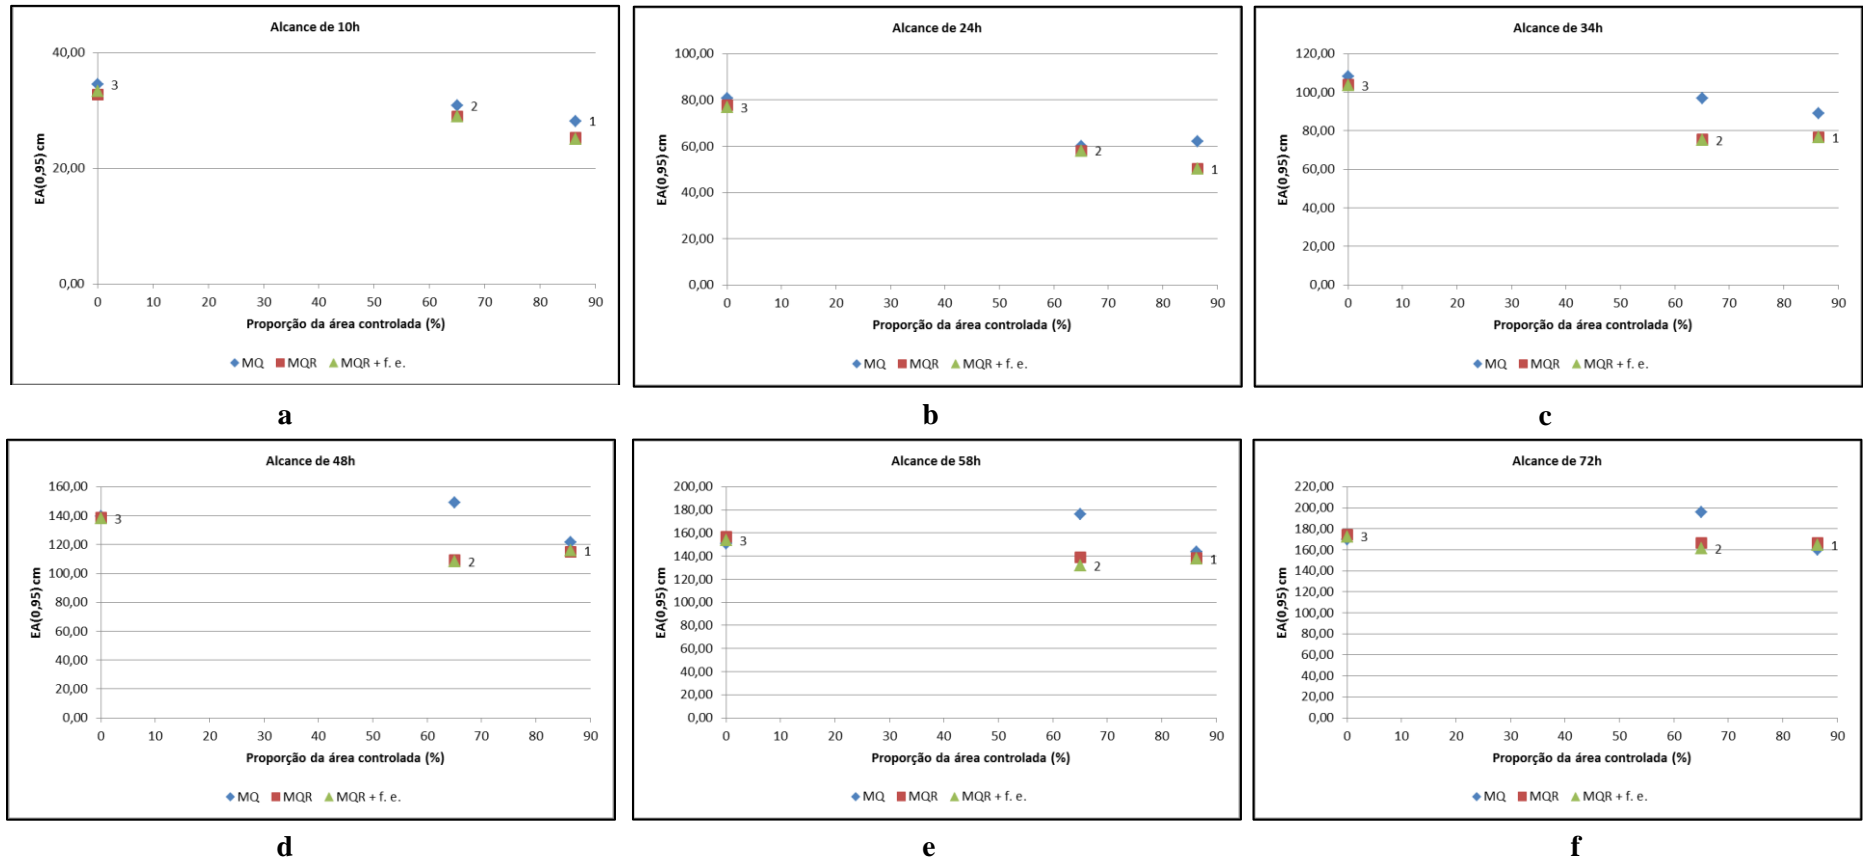 Alcance de 10h
40,00
20,00
0,00
EA(0,95) cm
3
2
1
0 10 20 30 40 50 60 70 80 90
Proporção da área controlada (%)
MQ MQR MQR + f. e.
a
Alcance de 24h
100,00
80,00
60,00
40,00
20,00
0,00
EA(0,95) cm
3
2
1
0 10 20 30 40 50 60 70 80 90
Proporção da área controlada (%)
MQ MQR MQR + f. e.
b
Alcance de 34h
120,00
100,00
80,00
60,00
40,00
20,00
0,00
EA(0,95) cm
3
2
1
0 10 20 30 40 50 60 70 80 90
Proporção da área controlada (%)
MQ MQR MQR + f. e.
c
Alcance de 48h
160,00
140,00
120,00
100,00
80,00
60,00
40,00
20,00
0,00
EA(0,95) cm
3
2
1
0 10 20 30 40 50 60 70 80 90
Proporção da área controlada (%)
MQ MQR MQR + f. e.
d
Alcance de 58h
200,00
180,00
160,00
140,00
120,00
100,00
80,00
60,00
40,00
20,00
0,00
EA(0,95) cm
3
2
1
0 10 20 30 40 50 60 70 80 90
Proporção da área controlada (%)
MQ MQR MQR + f. e.
e
Alcance de 72h
220,00
200,00
180,00
160,00
140,00
120,00
100,00
80,00
60,00
40,00
20,00
0,00
EA(0,95) cm
3
2
1
0 10 20 30 40 50 60 70 80 90
Proporção da área controlada (%)
MQ MQR MQR + f. e.
f